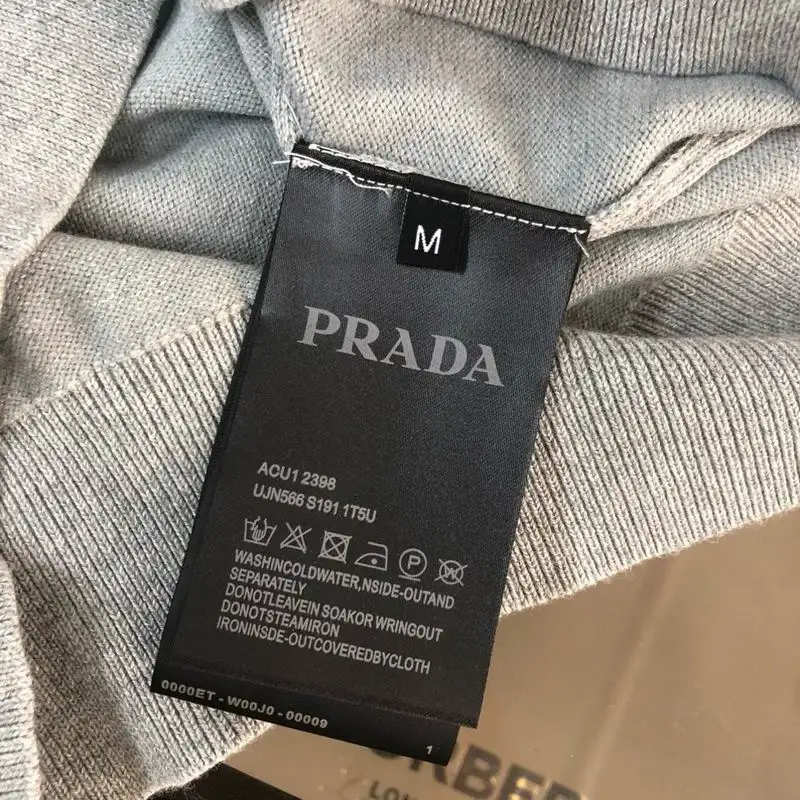 M
PRADA
ACU1 2398
UJN566 S191 1T5U
P
WASHINCOLDWATER,NSIDE-OUTAND
SEPARATELY
DONOTLEAVEIN SOAKOR WRINGOUT
DONOTSTEAMIRON
IRONINSDE-OUTCOVEREDBYCLOTH
0000ET - W00J0 - 00009
1